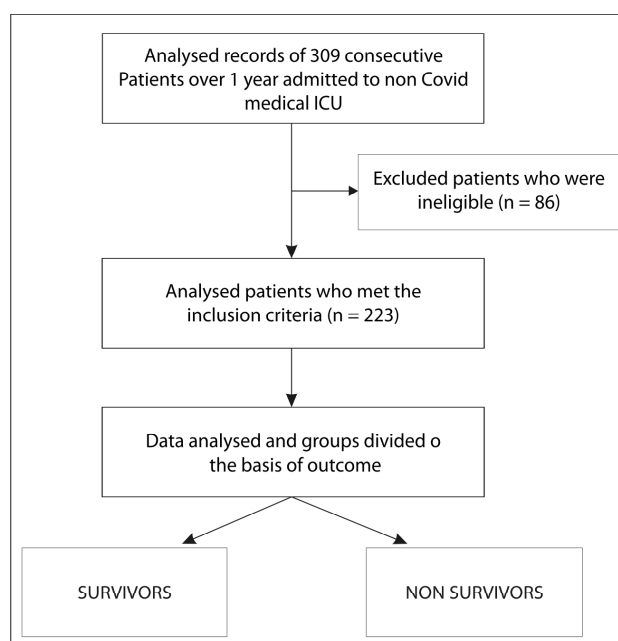 Analysed records of 309 consecutive
Patients over 1 year admitted to non Covid
medical ICU
Excluded patients who were
ineligible (n = 86)
Analysed patients who met the
inclusion criteria (n = 223)
Data analysed and groups divided o
the basis of outcome
SURVIVORS
NON SURVIVORS